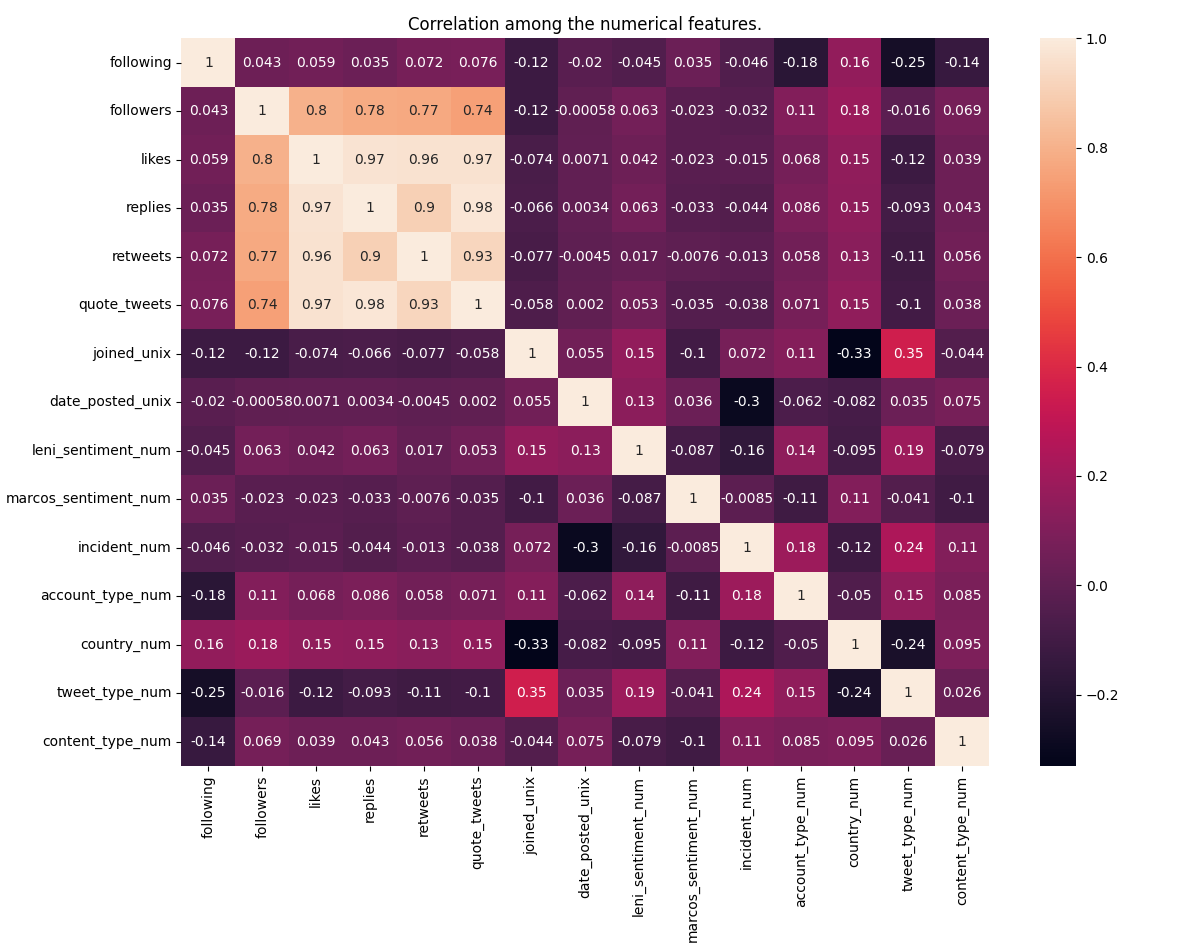 Correlation among the numerical features.
following 1 0.043 0.059 0.035 0.072 0.076 -0.12 -0.02 -0.045 0.035 -0.046 -0.18 0.16 -0.25 -0.14
followers 0.043 1 0.8 0.78 0.77 0.74 -0.12 -0.00058 0.063 -0.023 -0.032 0.11 0.18 -0.016 0.069
likes 0.059 0.8 1 0.97 0.96 0.97 -0.074 0.0071 0.042 -0.023 -0.015 0.068 0.15 -0.12 0.039
replies 0.035 0.78 0.97 1 0.9 0.98 -0.066 0.0034 0.063 -0.033 -0.044 0.086 0.15 -0.093 0.043
retweets 0.072 0.77 0.96 0.9 1 0.93 -0.077 -0.0045 0.017 -0.0076 -0.013 0.058 0.13 -0.11 0.056
quote_tweets 0.076 0.74 0.97 0.98 0.93 1 -0.058 0.002 0.053 -0.035 -0.038 0.071 0.15 -0.1 0.038
joined_unix -0.12 -0.12 -0.074 -0.066 -0.077 -0.058 1 0.055 0.15 -0.1 0.072 0.11 -0.33 0.35 -0.044
date_posted_unix -0.02 -0.00058 0.0071 0.0034 -0.0045 0.002 0.055 1 0.13 0.036 -0.3 -0.062 -0.082 0.035 0.075
leni_sentiment_num -0.045 0.063 0.042 0.063 0.017 0.053 0.15 0.13 1 -0.087 -0.16 0.14 -0.095 0.19 -0.079
marcos_sentiment_num 0.035 -0.023 -0.023 -0.033 -0.0076 -0.035 -0.1 0.036 -0.087 1 -0.0085 -0.11 0.11 -0.041 -0.1
incident_num -0.046 -0.032 -0.015 -0.044 -0.013 -0.038 0.072 -0.3 -0.16 -0.0085 1 0.18 -0.12 0.24 0.11
account_type_num -0.18 0.11 0.068 0.086 0.058 0.071 0.11 -0.062 0.14 -0.11 0.18 1 -0.05 0.15 0.085
country_num 0.16 0.18 0.15 0.15 0.13 0.15 -0.33 -0.082 -0.095 0.11 -0.12 -0.05 1 -0.24 0.095
tweet_type_num -0.25 -0.016 -0.12 -0.093 -0.11 -0.1 0.35 0.035 0.19 -0.041 0.24 0.15 -0.24 1 0.026
content_type_num -0.14 0.069 0.039 0.043 0.056 0.038 -0.044 0.075 -0.079 -0.1 0.11 0.085 0.095 0.026 1
following
followers
likes
replies
retweets
quote_tweets
joined_unix
date_posted_unix
leni_sentiment_num
marcos_sentiment_num
incident_num
account_type_num
country_num
tweet_type_num
content_type_num
1.0
0.8
0.6
0.4
0.2
0.0
−0.2